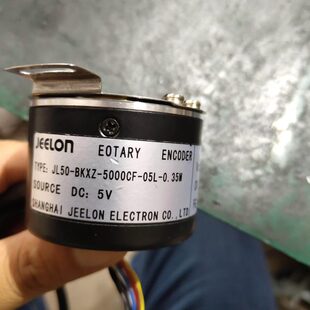 JEELON EOTARY ENCODER
TYPE: JL50-BKXZ-5000CF-05L-0.35M
SOURCE DC: 5V
SHANGHAI JEELON ELECTRON CO., LTD